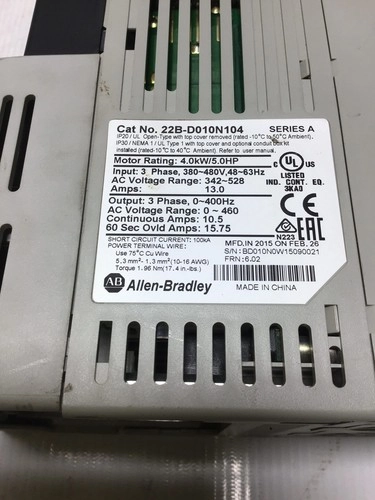 Cat No. 22B-D010N104 SERIES A
IP20 / UL Open-Type with top cover removed (rated -10°C to 50°C Ambient),
IP30 / NEMA 1 / UL Type 1 with top cover and optional conduit box kit
installed (rated -10°C to 40°C Ambient). Refer to user manual.
Motor Rating: 4.0kW/5.0HP
Input: 3 Phase, 380~480V, 48~63Hz
AC Voltage Range: 342~528
Amps: 13.0
Output: 3 Phase, 0~400Hz
AC Voltage Range: 0 ~ 460
Continuous Amps: 10.5
60 Sec Ovld Amps: 15.75
C UL US
LISTED
IND. CONT. EQ.
3KA0
CE EAC
N223
SHORT CIRCUIT CURRENT: 100kA
POWER TERMINAL WIRE:
Use 75°C Cu Wire
5.3 mm²- 1.3 mm²(10-16 AWG)
Torque 1.96 Nm(17.4 in.-lbs.)
MFD.IN 2015 ON FEB. 26
S/N: BD010N0W15090021
FRN : 6.02
AB Allen-Bradley
MADE IN CHINA